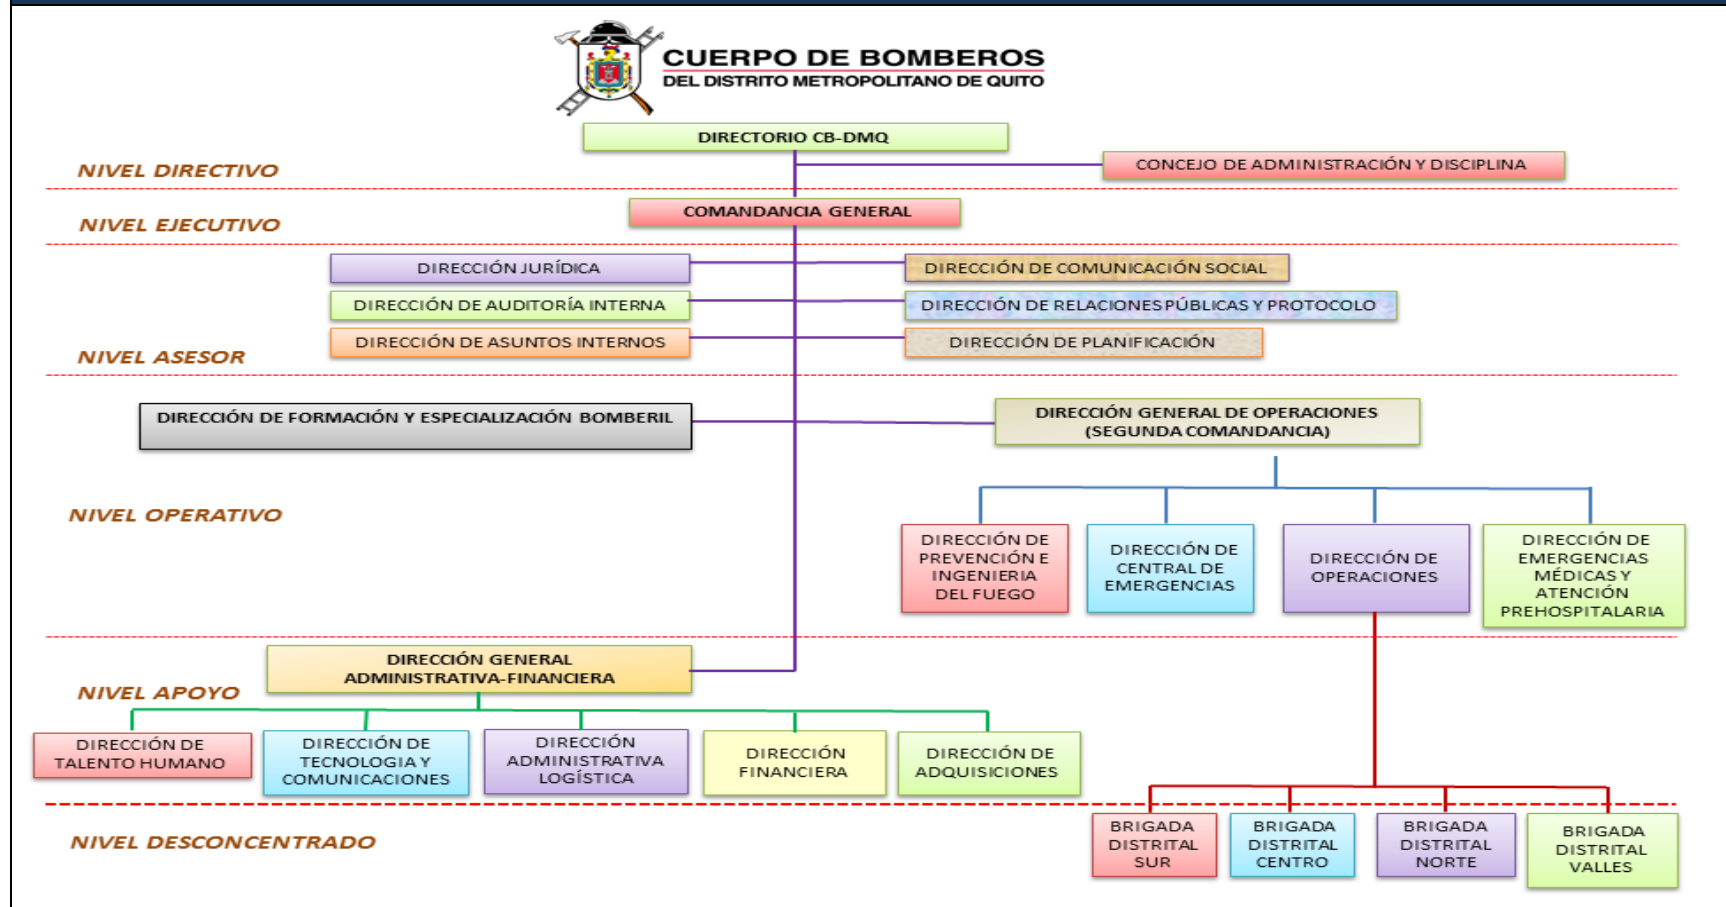 CUERPO DE BOMBEROS
DEL DISTRITO METROPOLITANO DE QUITO
DIRECTORIO CB-DMQ
NIVEL DIRECTIVO
CONCEJO DE ADMINISTRACIÓN Y DISCIPLINA
COMANDANCIA GENERAL
NIVEL EJECUTIVO
DIRECCIÓN JURÍDICA
DIRECCIÓN DE COMUNICACIÓN SOCIAL
DIRECCIÓN DE AUDITORÍA INTERNA
DIRECCIÓN DE RELACIONES PÚBLICAS Y PROTOCOLO
DIRECCIÓN DE ASUNTOS INTERNOS
DIRECCIÓN DE PLANIFICACIÓN
NIVEL ASESOR
DIRECCIÓN DE FORMACIÓN Y ESPECIALIZACIÓN BOMBERIL
DIRECCIÓN GENERAL DE OPERACIONES
(SEGUNDA COMANDANCIA)
NIVEL OPERATIVO
DIRECCIÓN DE
PREVENCIÓN E
INGENIERIA
DEL FUEGO
DIRECCIÓN DE
CENTRAL DE
EMERGENCIAS
DIRECCIÓN DE
OPERACIONES
DIRECCIÓN DE
EMERGENCIAS
MÉDICAS Y
ATENCIÓN
PREHOSPITALARIA
DIRECCIÓN GENERAL
ADMINISTRATIVA-FINANCIERA
NIVEL APOYO
DIRECCIÓN DE
TALENTO HUMANO
DIRECCIÓN DE
TECNOLOGIA Y
COMUNICACIONES
DIRECCIÓN
ADMINISTRATIVA
LOGÍSTICA
DIRECCIÓN
FINANCIERA
DIRECCIÓN DE
ADQUISICIONES
NIVEL DESCONCENTRADO
BRIGADA
DISTRITAL
SUR
BRIGADA
DISTRITAL
CENTRO
BRIGADA
DISTRITAL
NORTE
BRIGADA
DISTRITAL
VALLES